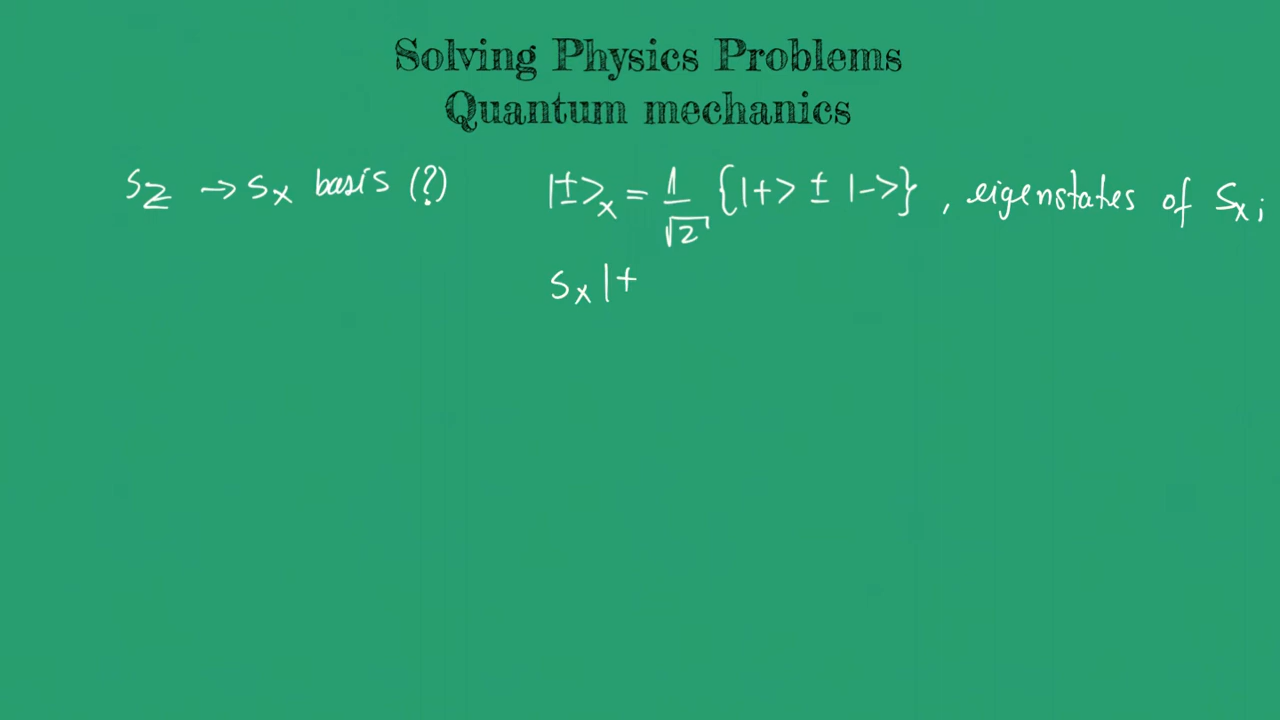 Solving Physics Problems
Quantum mechanics
Sz → Sx basis (?)
|±>x = 1/√2 {|+> ± |->} , eigenstates of Sx;
Sx |+